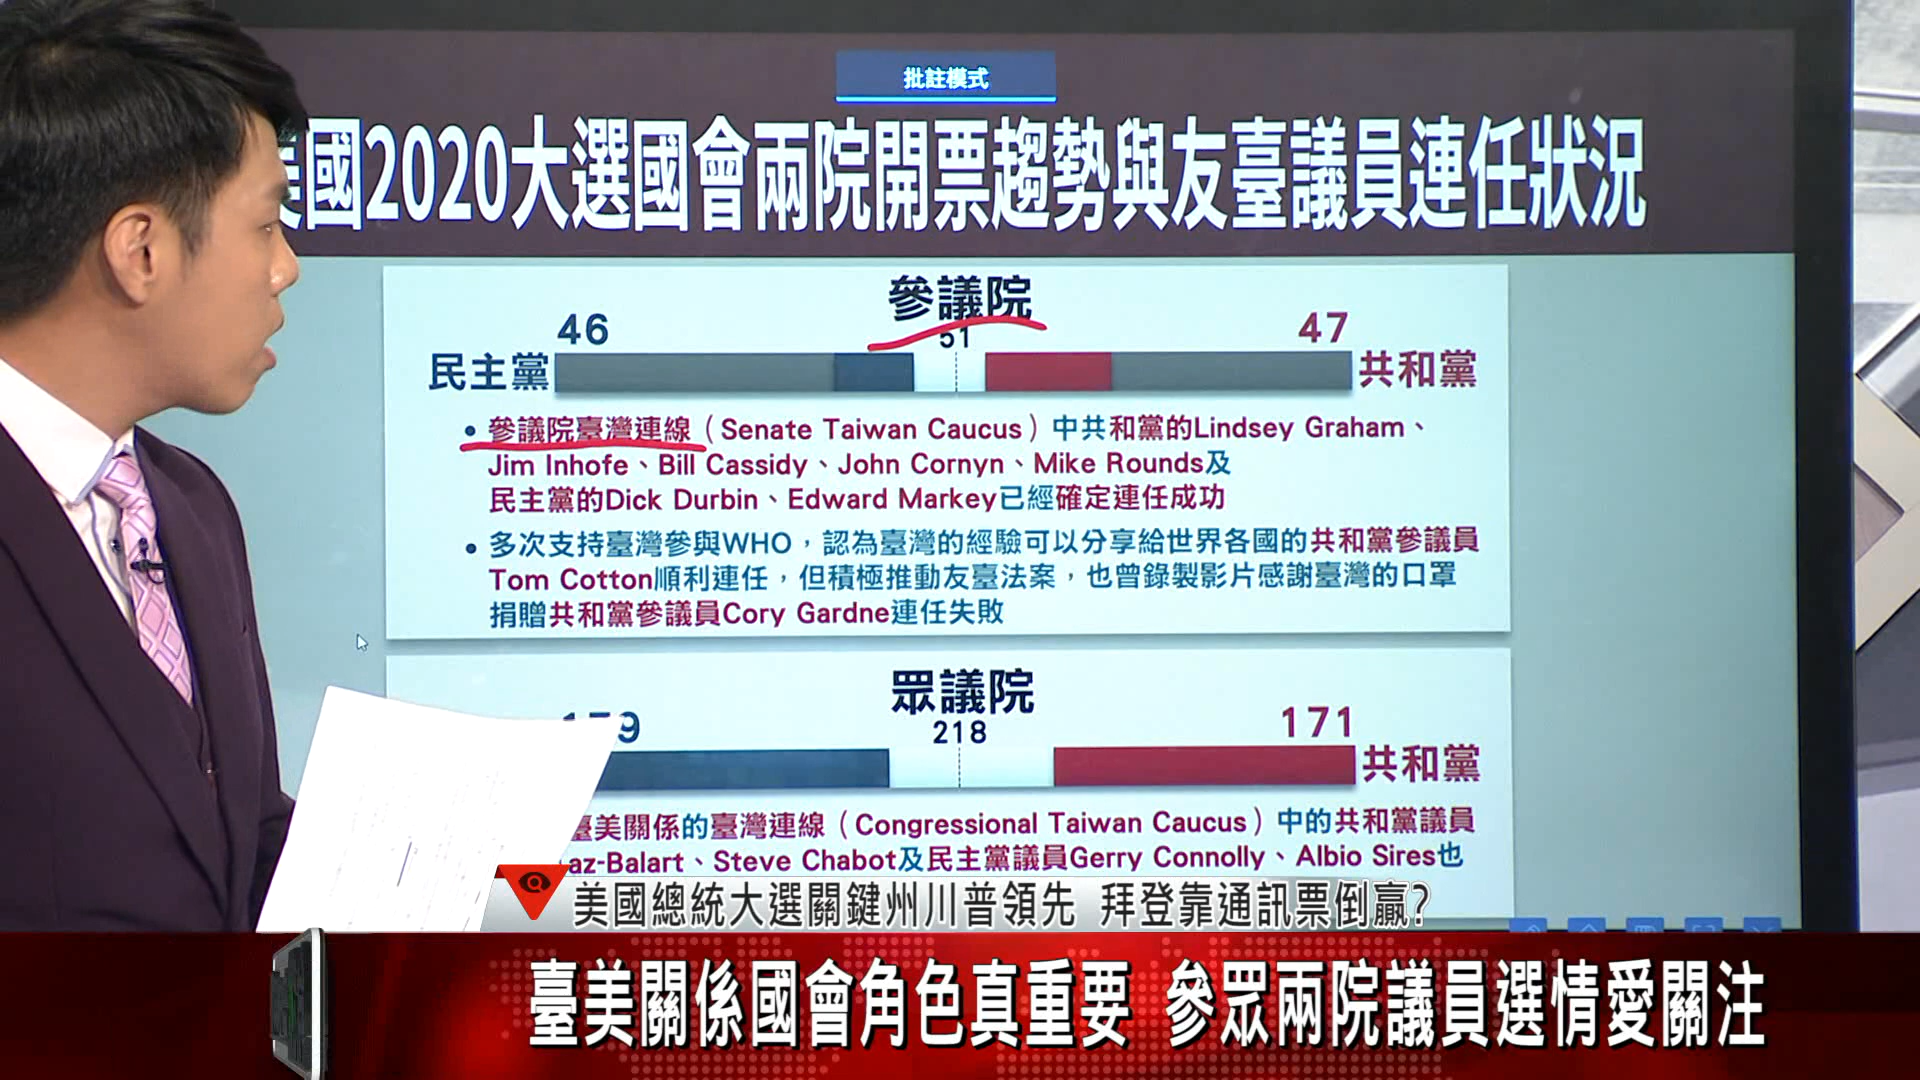 批註模式
國2020大選國會兩院開票趨勢與友臺議員連任狀況
參議院
46
51
47
民主黨
共和黨
• 參議院臺灣連線（Senate Taiwan Caucus）中共和黨的Lindsey Graham、
Jim Inhofe、Bill Cassidy、John Cornyn、Mike Rounds及
民主黨的Dick Durbin、Edward Markey已經確定連任成功
• 多次支持臺灣參與WHO，認為臺灣的經驗可以分享給世界各國的共和黨參議員
Tom Cotton順利連任，但積極推動友臺法案，也曾錄製影片感謝臺灣的口罩
捐贈共和黨參議員Cory Gardne連任失敗
眾議院
218
171
共和黨
臺美關係的臺灣連線（Congressional Taiwan Caucus）中的共和黨議員
az-Balart、Steve Chabot及民主黨議員Gerry Connolly、Albio Sires也
美國總統大選關鍵州川普領先 拜登靠通訊票倒贏?
臺美關係國會角色真重要 參眾兩院議員選情愛關注